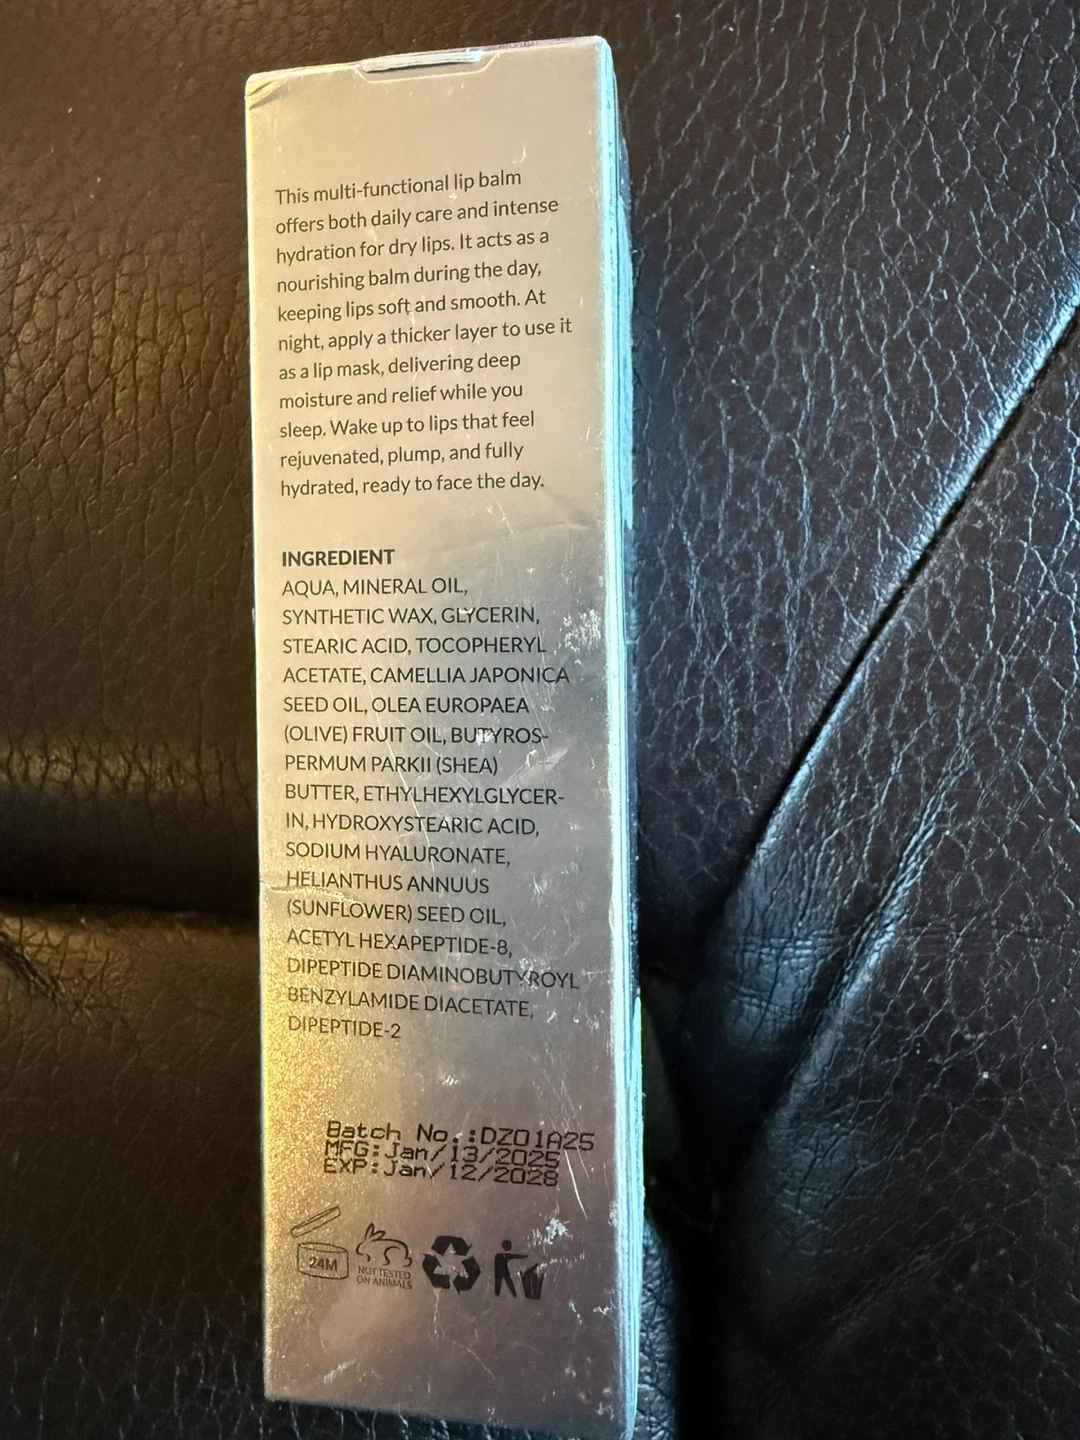 This multi-functional lip balm
offers both daily care and intense
hydration for dry lips. It acts as a
nourishing balm during the day,
keeping lips soft and smooth. At
night, apply a thicker layer to use it
as a lip mask, delivering deep
moisture and relief while you
sleep. Wake up to lips that feel
rejuvenated, plump, and fully
hydrated, ready to face the day.
INGREDIENT
AQUA, MINERAL OIL,
SYNTHETIC WAX, GLYCERIN,
STEARIC ACID, TOCOPHERYL
ACETATE, CAMELLIA JAPONICA
SEED OIL, OLEA EUROPAEA
(OLIVE) FRUIT OIL, BUTYROS-
PERMUM PARKII (SHEA)
BUTTER, ETHYLHEXYLGLYCER-
IN, HYDROXYSTEARIC ACID,
SODIUM HYALURONATE,
HELIANTHUS ANNUUS
(SUNFLOWER) SEED OIL,
ACETYL HEXAPEPTIDE-8,
DIPEPTIDE DIAMINOBUTYROYL
BENZYLAMIDE DIACETATE,
DIPEPTIDE-2
Batch No.:DZ01A25
MFG:Jan/13/2025
EXP:Jan/12/2028
24M
NOT TESTED
ON ANIMALS